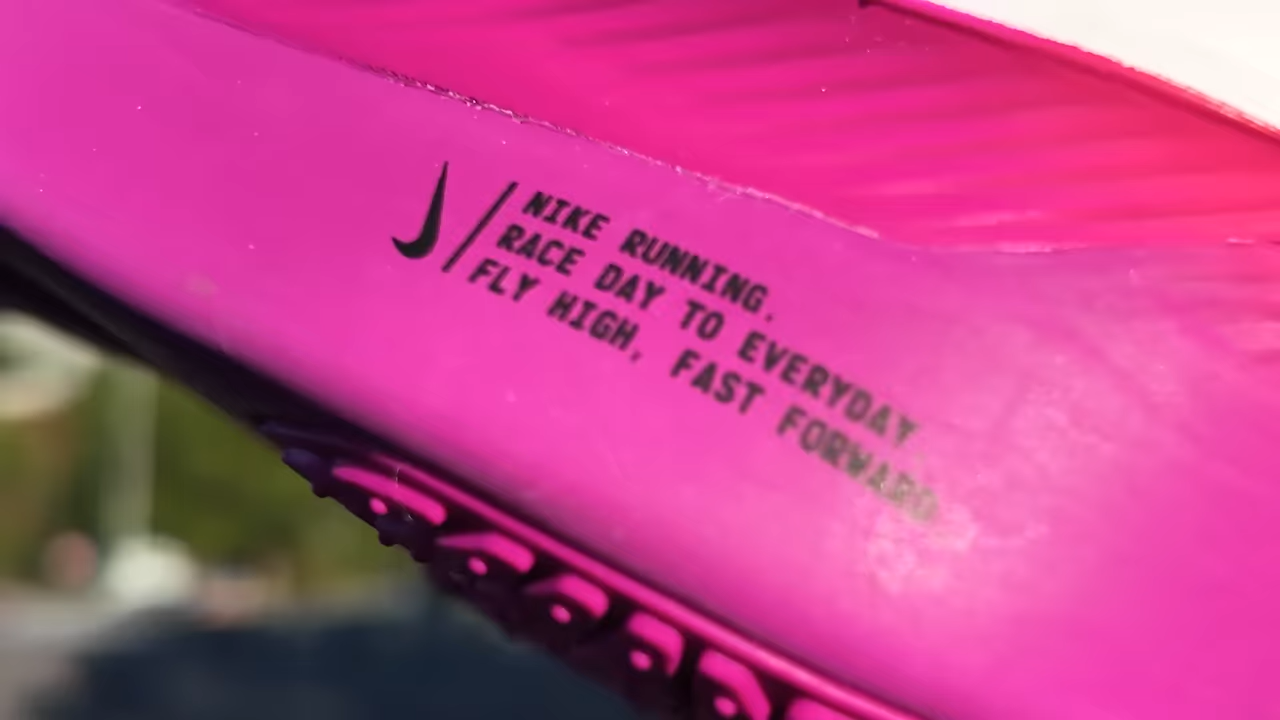 NIKE RUNNING.
RACE DAY TO EVERYDAY
FLY HIGH, FAST FORWARD